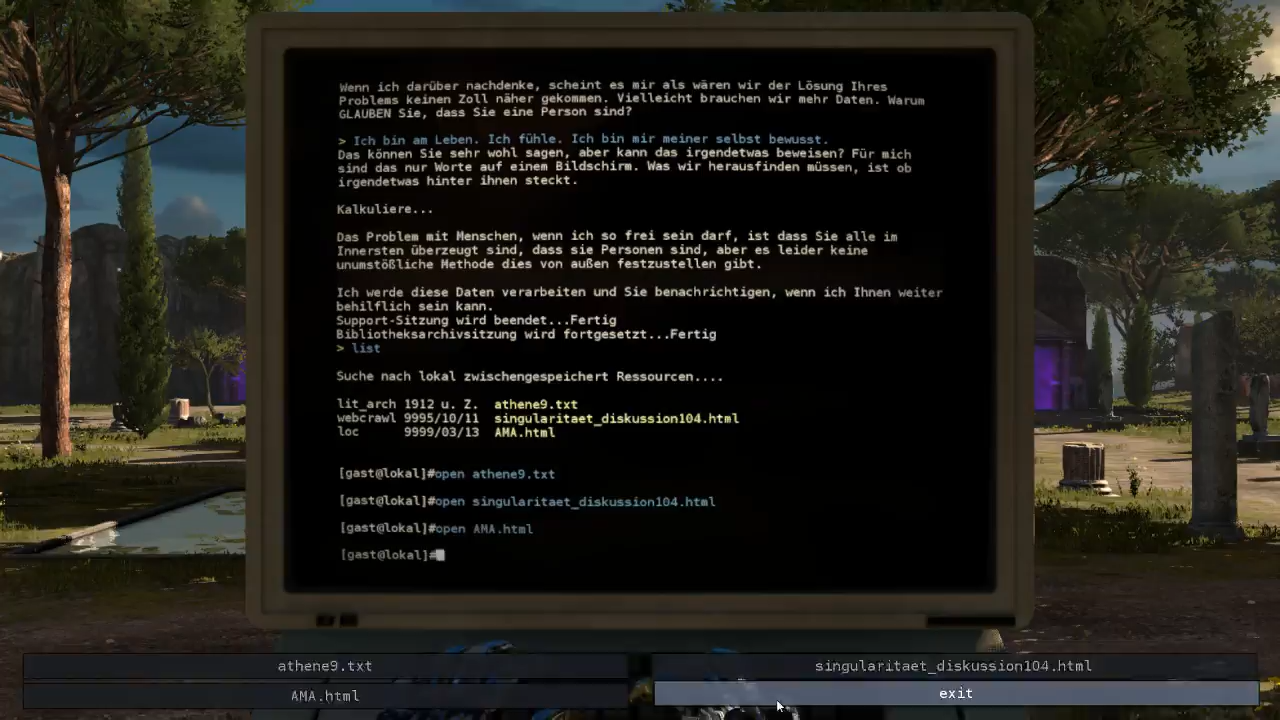 Wenn ich darüber nachdenke, scheint es mir als wären wir der Lösung Ihres
Problems keinen Zoll näher gekommen. Vielleicht brauchen wir mehr Daten. Warum
GLAUBEN Sie, dass Sie eine Person sind?
> Ich bin am Leben. Ich fühle. Ich bin mir meiner selbst bewusst.
Das können Sie sehr wohl sagen, aber kann das irgendetwas beweisen? Für mich
sind das nur Worte auf einem Bildschirm. Was wir herausfinden müssen, ist ob
irgendetwas hinter ihnen steckt.
Kalkuliere...
Das Problem mit Menschen, wenn ich so frei sein darf, ist dass Sie alle im
Innersten überzeugt sind, dass sie Personen sind, aber es leider keine
unumstößliche Methode dies von außen festzustellen gibt.
Ich werde diese Daten verarbeiten und Sie benachrichtigen, wenn ich Ihnen weiter
behilflich sein kann.
Support-Sitzung wird beendet...Fertig
Bibliotheksarchivsitzung wird fortgesetzt...Fertig
> list
Suche nach lokal zwischengespeichert Ressourcen....
lit_arch 1912 u. Z. athene9.txt
webcrawl 9995/10/11 singularitaet_diskussion104.html
loc 9999/03/13 AMA.html
[gast@lokal]#open athene9.txt
[gast@lokal]#open singularitaet_diskussion104.html
[gast@lokal]#open AMA.html
[gast@lokal]#
athene9.txt singularitaet_diskussion104.html
AMA.html exit